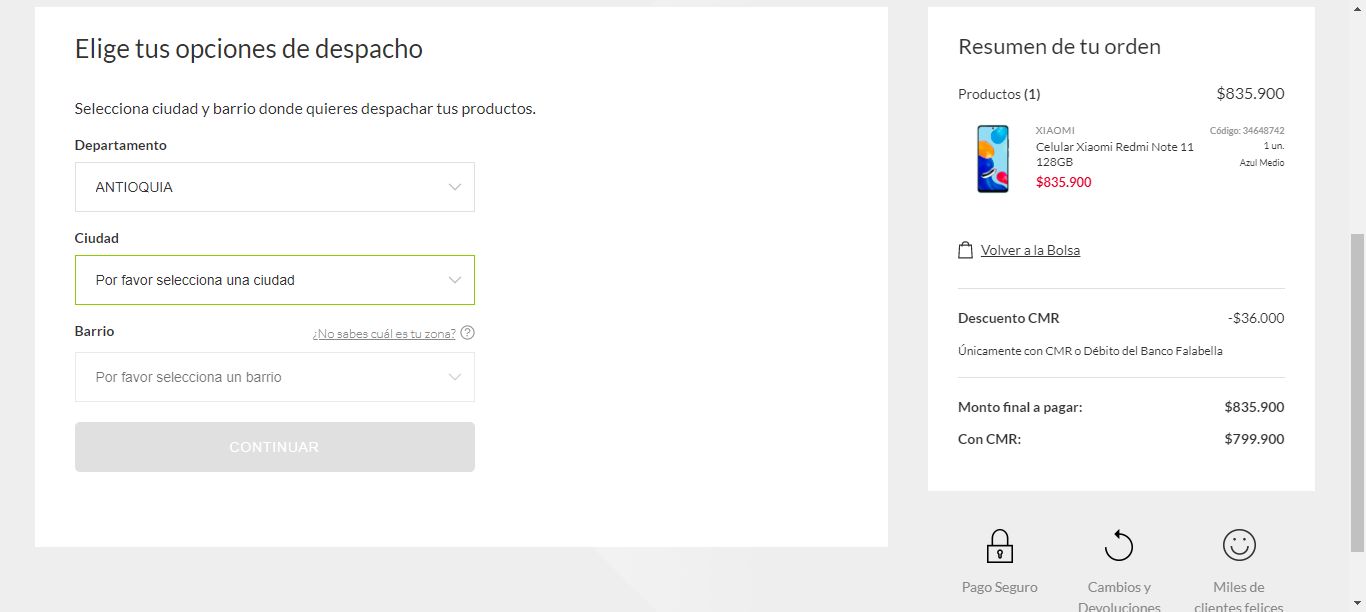 Elige tus opciones de despacho
Selecciona ciudad y barrio donde quieres despachar tus productos.
Departamento
ANTIOQUIA
Ciudad
Por favor selecciona una ciudad
Barrio
¿No sabes cuál es tu zona?
Por favor selecciona un barrio
CONTINUAR
Resumen de tu orden
Productos (1) $835.900
XIAOMI Código: 34648742
Celular Xiaomi Redmi Note 11 1 un.
128GB Azul Medio
$835.900
Volver a la Bolsa
Descuento CMR -$36.000
Únicamente con CMR o Débito del Banco Falabella
Monto final a pagar: $835.900
Con CMR: $799.900
Pago Seguro
Cambios y
Devoluciones
Miles de
clientes felices